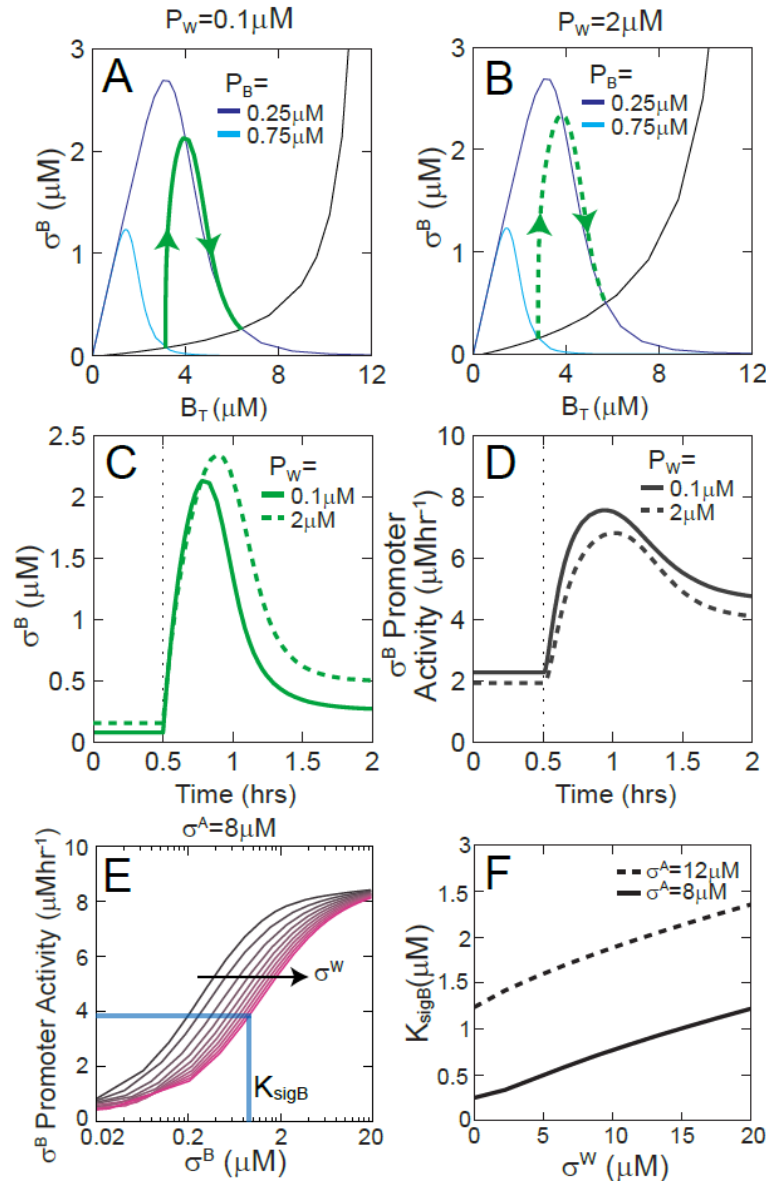 P_W=0.1μM
P_W=2μM
A
P_B=
0.25μM
0.75μM
σ^B (μM)
3
2
1
0
0 4 8 12
B_T (μM)
B
P_B=
0.25μM
0.75μM
σ^B (μM)
3
2
1
0
0 4 8 12
B_T (μM)
C
P_W=
0.1μM
2μM
σ^B (μM)
2.5
2
1.5
1
0.5
0
0 0.5 1 1.5 2
Time (hrs)
D
P_W=
0.1μM
2μM
σ^B Promoter
Activity (μMhr⁻¹)
10
8
6
4
2
0
0 0.5 1 1.5 2
Time (hrs)
σ^A=8μM
E
σ^B Promoter Activity (μMhr⁻¹)
10
8
6
4
2
0
σ^W
K_sigB
0.02 0.2 2 20
σ^B (μM)
F
σ^A=12μM
σ^A=8μM
K_sigB(μM)
3
2
1.5
1
0.5
0
0 5 10 15 20
σ^W (μM)